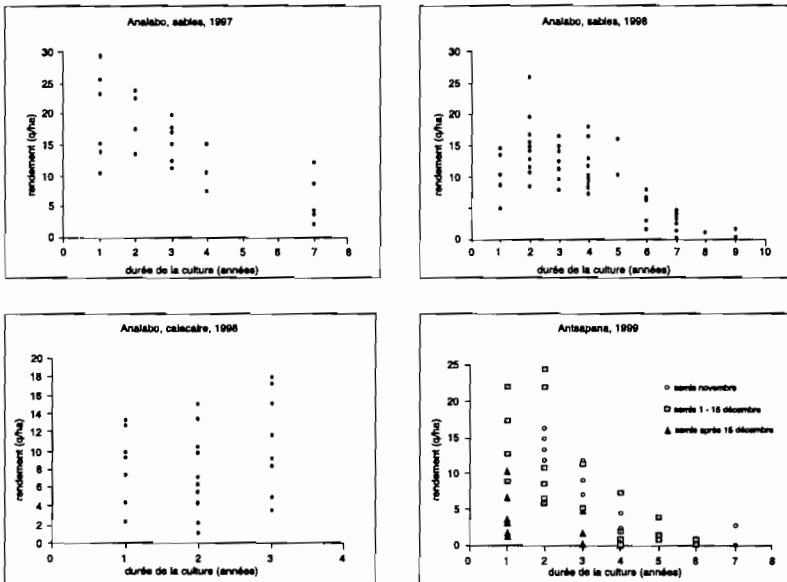 Analabo, sables, 1997
rendement (q/ha)
30
25
20
15
10
5
0
0 1 2 3 4 5 6 7 8
durée de la culture (années)
Analabo, sables, 1998
rendement (q/ha)
30
25
20
15
10
5
0
0 1 2 3 4 5 6 7 8 9 10
durée de la culture (années)
Analabo, calacaire, 1998
rendement (q/ha)
20
18
16
14
12
10
8
6
4
2
0
0 1 2 3 4
durée de la culture (années)
Antsapana, 1999
rendement (q/ha)
25
20
15
10
5
0
0 1 2 3 4 5 6 7 8
durée de la culture (années)
semis novembre
semis 1 - 15 décembre
semis après 15 décembre